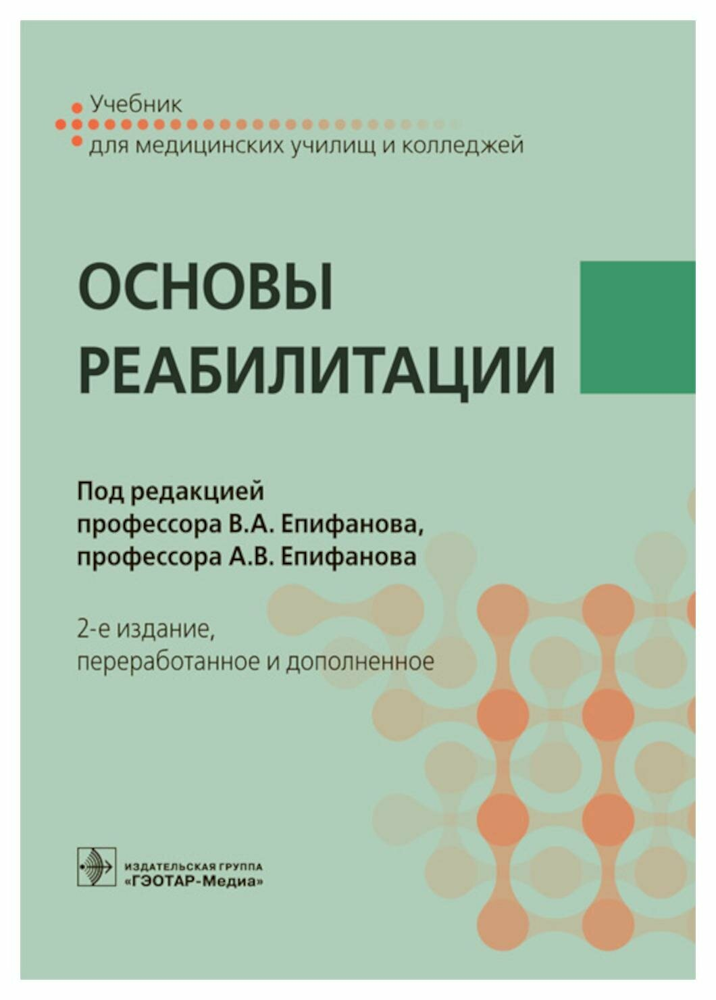 Учебник
для медицинских училищ и колледжей
ОСНОВЫ
РЕАБИЛИТАЦИИ
Под редакцией
профессора В.А. Епифанова,
профессора А.В. Епифанова
2-е издание,
переработанное и дополненное
ИЗДАТЕЛЬСКАЯ ГРУППА
«ГЭОТАР-Медиа»